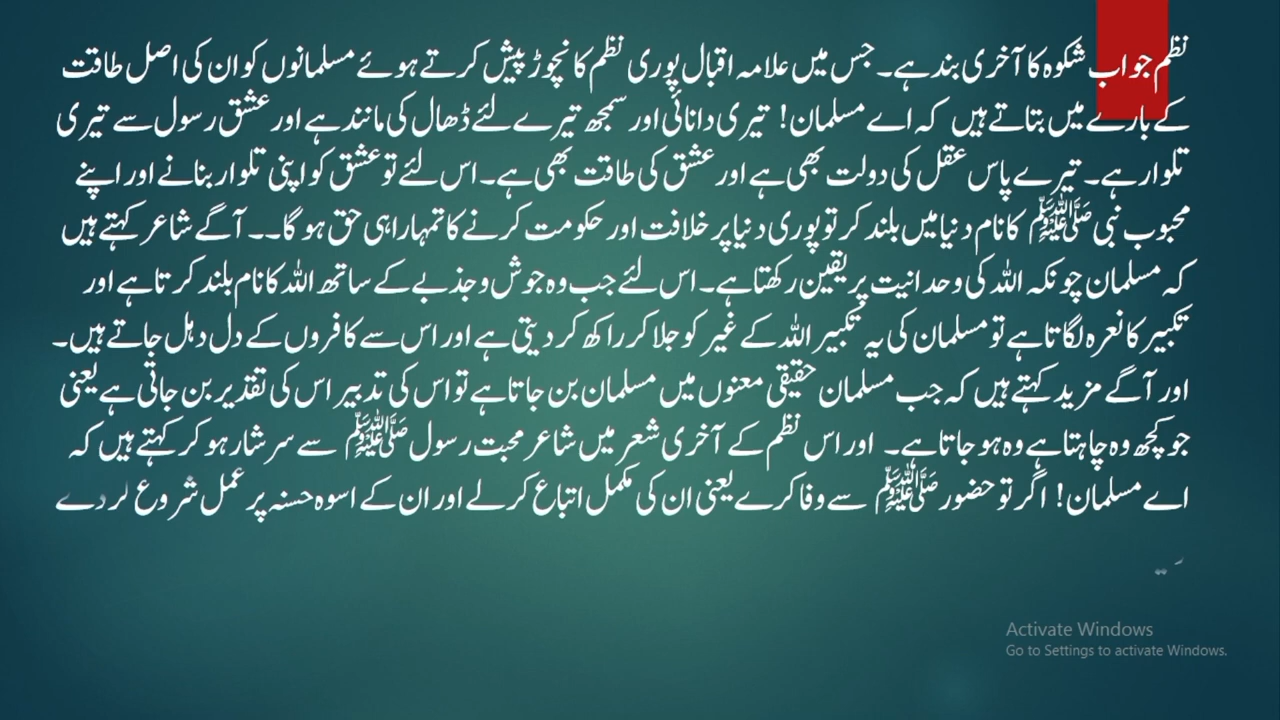 نظم جواب شکوہ کا آخری بند ہے۔ جس میں علامہ اقبال پوری نظم کا نچوڑ پیش کرتے ہوئے مسلمانوں کو ان کی اصل طاقت
کے بارے میں بتاتے ہیں کہ اے مسلمان! تیری دانائی اور سمجھ تیرے لئے ڈھال کی مانند ہے اور عشق رسول سے تیری
تلوار ہے۔ تیرے پاس عقل کی دولت بھی ہے اور عشق کی طاقت بھی ہے۔ اس لئے تو عشق کو اپنی تلوار بنانے اور اپنے
محبوب نبی ﷺ کا نام دنیا میں بلند کر تو پوری دنیا پر خلافت اور حکومت کرنے کا تمہارا ہی حق ہو گا۔۔ آگے شاعر کہتے ہیں
کہ مسلمان چونکہ اللہ کی وحدانیت پر یقین رکھتا ہے۔ اس لئے جب وہ جوش و جذبے کے ساتھ اللہ کا نام بلند کرتا ہے اور
تکبیر کا نعرہ لگاتا ہے تو مسلمان کی یہ تکبیر اللہ کے غیر کو جلا کر راکھ کر دیتی ہے اور اس سے کافروں کے دل دہل جاتے ہیں۔
اور آگے مزید کہتے ہیں کہ جب مسلمان حقیقی معنوں میں مسلمان بن جاتا ہے تو اس کی تدبیر اس کی تقدیر بن جاتی ہے یعنی
جو کچھ وہ چاہتا ہے وہ ہو جاتا ہے۔ اور اس نظم کے آخری شعر میں شاعر محبت رسول ﷺ سے سرشار ہو کر کہتے ہیں کہ
اے مسلمان! اگر تو حضور ﷺ سے وفا کرے یعنی ان کی مکمل اتباع کرلے اور ان کے اسوہ حسنہ پر عمل شروع کر دے
Activate Windows
Go to Settings to activate Windows.